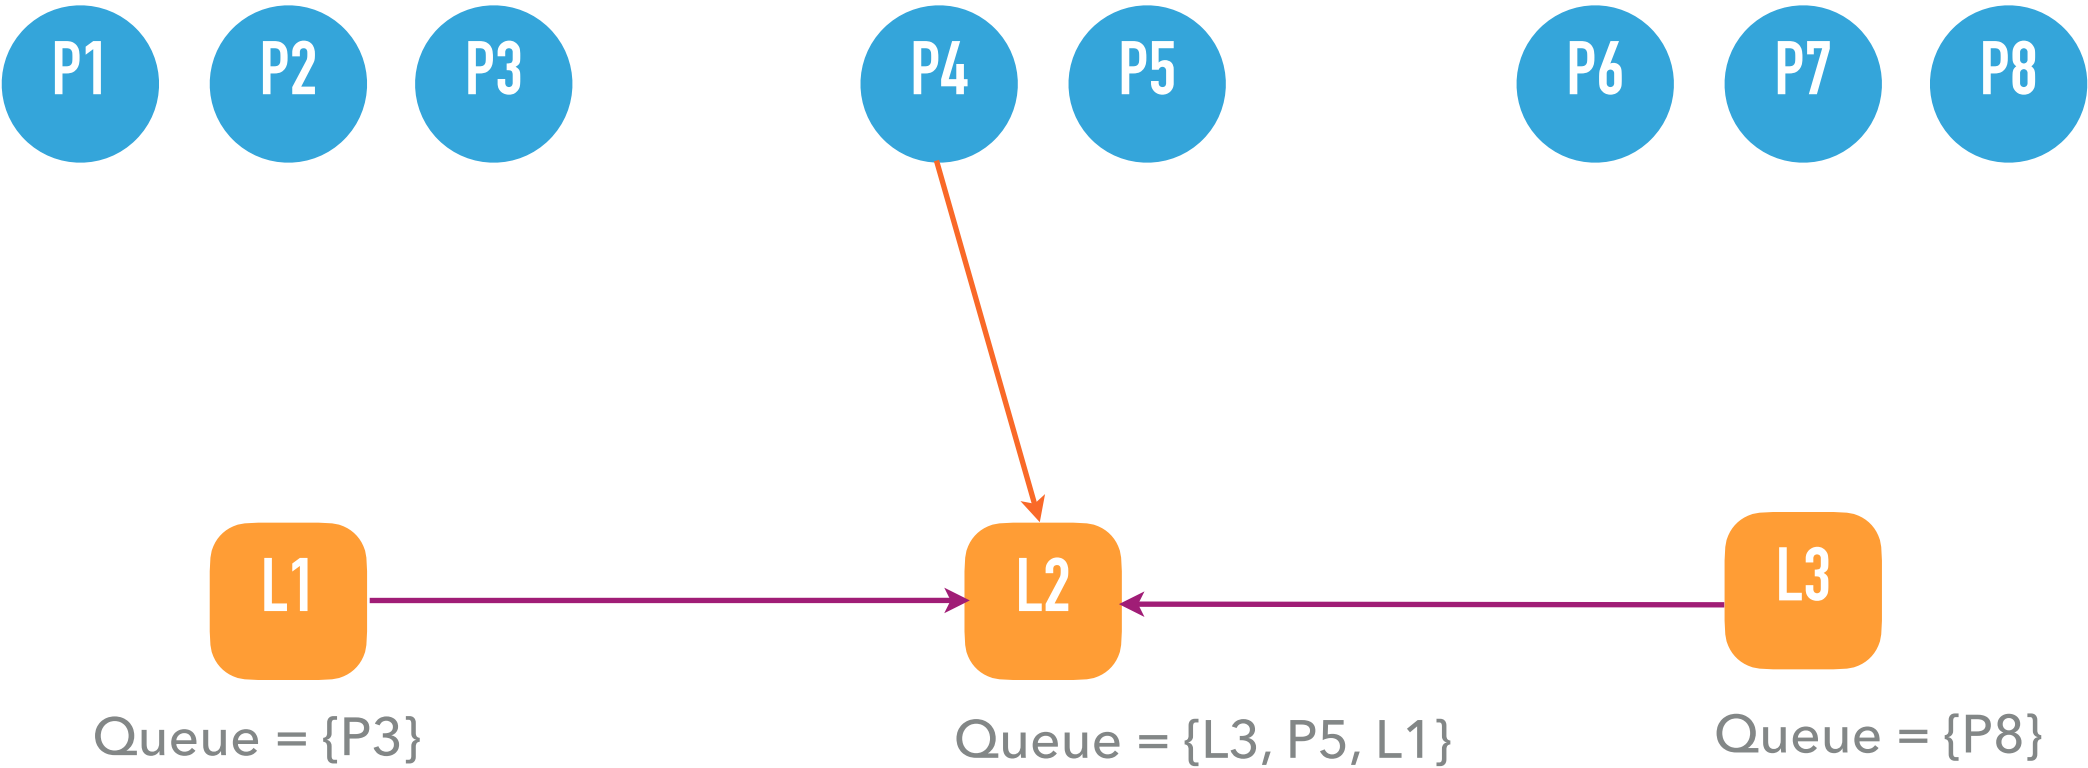 P1
P2
P3
P4
P5
P6
P7
P8
L1
L2
L3
Queue = {P3}
Queue = {L3, P5, L1}
Queue = {P8}